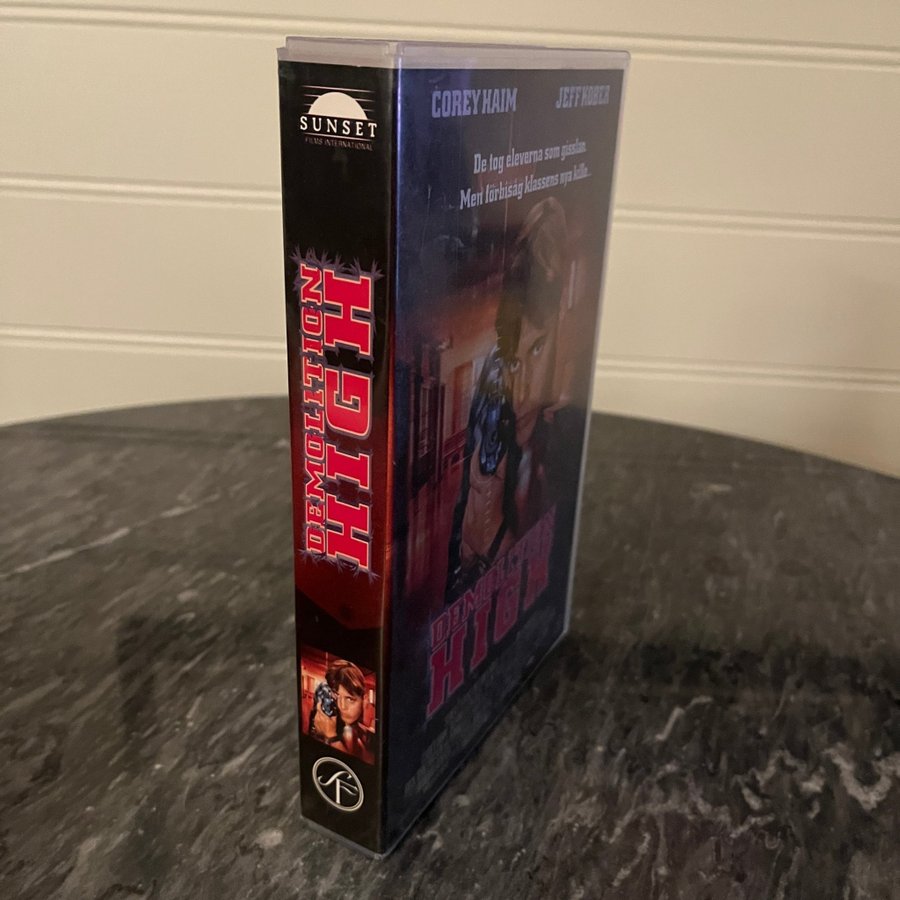 SUNSET
FILMS INTERNATIONAL
DEMOLITION
HIGH
SF
COREY HAIM
JEFF KOBER
De tog eleverna som gisslan.
Men förbisåg klassens nya kille...
DEMOLITION
HIGH